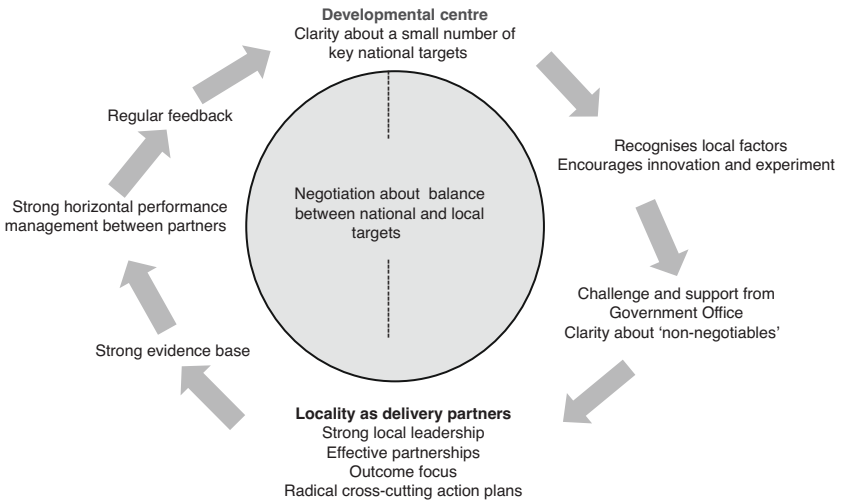 Developmental centre
Clarity about a small number of
key national targets
Recognises local factors
Encourages innovation and experiment
Challenge and support from
Government Office
Clarity about ‘non-negotiables’
Locality as delivery partners
Strong local leadership
Effective partnerships
Outcome focus
Radical cross-cutting action plans
Strong evidence base
Strong horizontal performance
management between partners
Regular feedback
Negotiation about balance
between national and local
targets